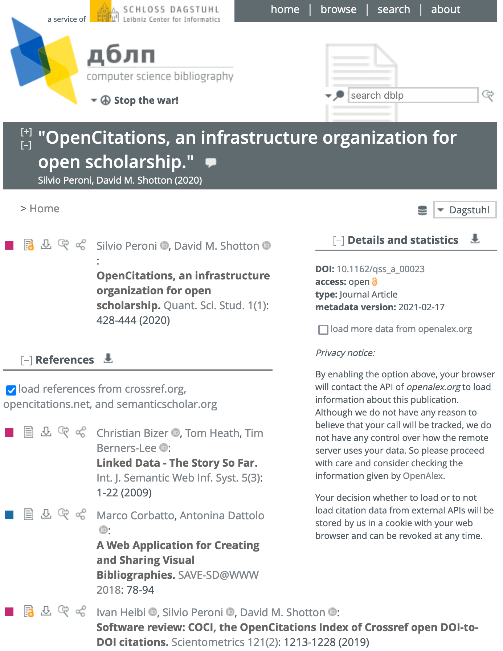 a service of
SCHLOSS DAGSTUHL
Leibniz Center for Informatics
home | browse | search | about
дблп
computer science bibliography
Stop the war!
search dblp
[+]
[−]
"OpenCitations, an infrastructure organization for
open scholarship."
Silvio Peroni, David M. Shotton (2020)
> Home
Dagstuhl
Silvio Peroni, David M. Shotton
:
OpenCitations, an infrastructure
organization for open
scholarship. Quant. Sci. Stud. 1(1):
428-444 (2020)
[−] References
load references from crossref.org,
opencitations.net, and semanticscholar.org
Christian Bizer, Tom Heath, Tim
Berners-Lee:
Linked Data - The Story So Far.
Int. J. Semantic Web Inf. Syst. 5(3):
1-22 (2009)
Marco Corbatto, Antonina Dattolo
:
A Web Application for Creating
and Sharing Visual
Bibliographies. SAVE-SD@WWW
2018: 78-94
Ivan Heibi, Silvio Peroni, David M. Shotton:
Software review: COCI, the OpenCitations Index of Crossref open DOI-to-
DOI citations. Scientometrics 121(2): 1213-1228 (2019)
[−] Details and statistics
DOI: 10.1162/qss_a_00023
access: open
type: Journal Article
metadata version: 2021-02-17
load more data from openalex.org
Privacy notice:
By enabling the option above, your browser
will contact the API of openalex.org to load
information about this publication.
Although we do not have any reason to
believe that your call will be tracked, we do
not have any control over how the remote
server uses your data. So please proceed
with care and consider checking the
information given by OpenAlex.
Your decision whether to load or to not
load citation data from external APIs will be
stored by us in a cookie with your web
browser and can be revoked at any time.